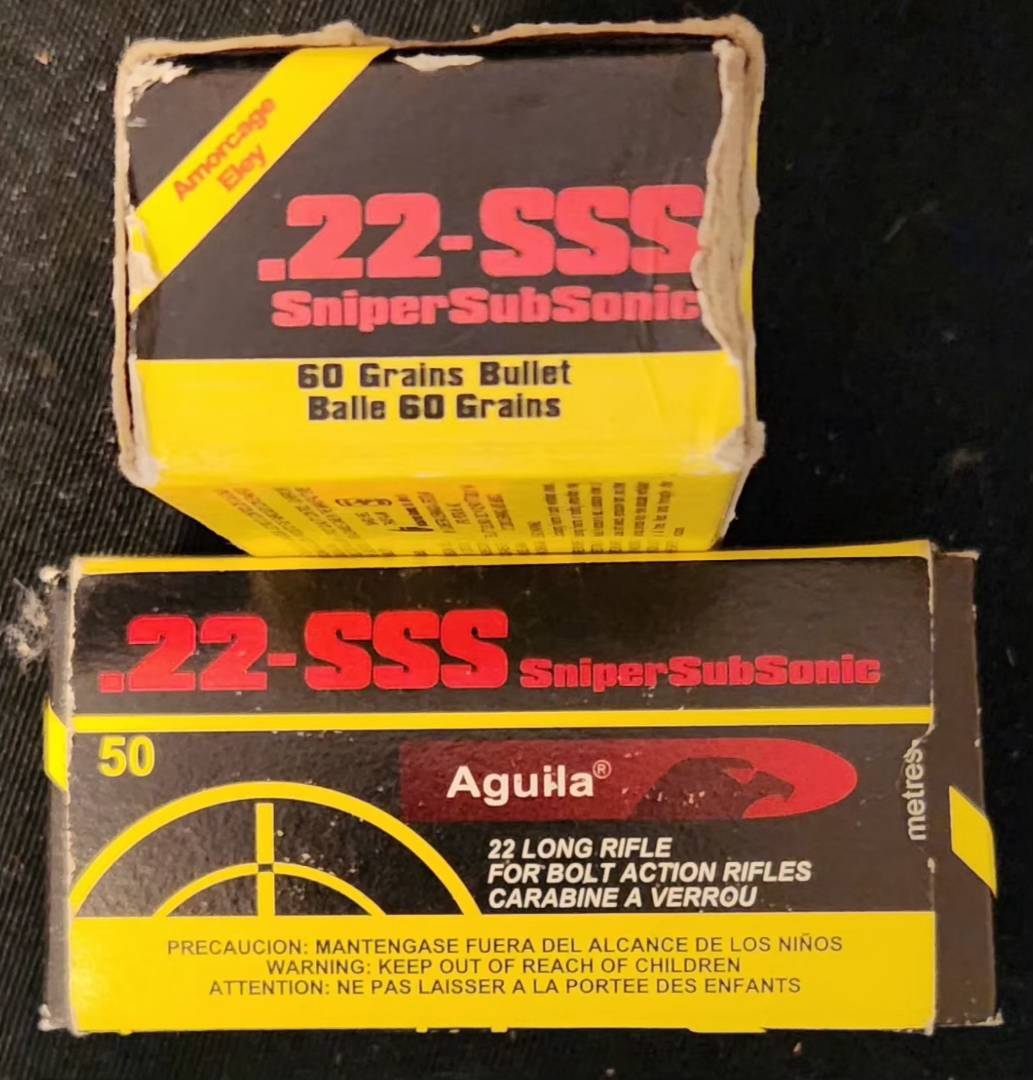 Amorcage
Eley
.22-SSS
SniperSubSonic
60 Grains Bullet
Balle 60 Grains
.22-SSS SniperSubSonic
50
Aguila®
metres
22 LONG RIFLE
FOR BOLT ACTION RIFLES
CARABINE A VERROU
PRECAUCION: MANTENGASE FUERA DEL ALCANCE DE LOS NIÑOS
WARNING: KEEP OUT OF REACH OF CHILDREN
ATTENTION: NE PAS LAISSER A LA PORTEE DES ENFANTS